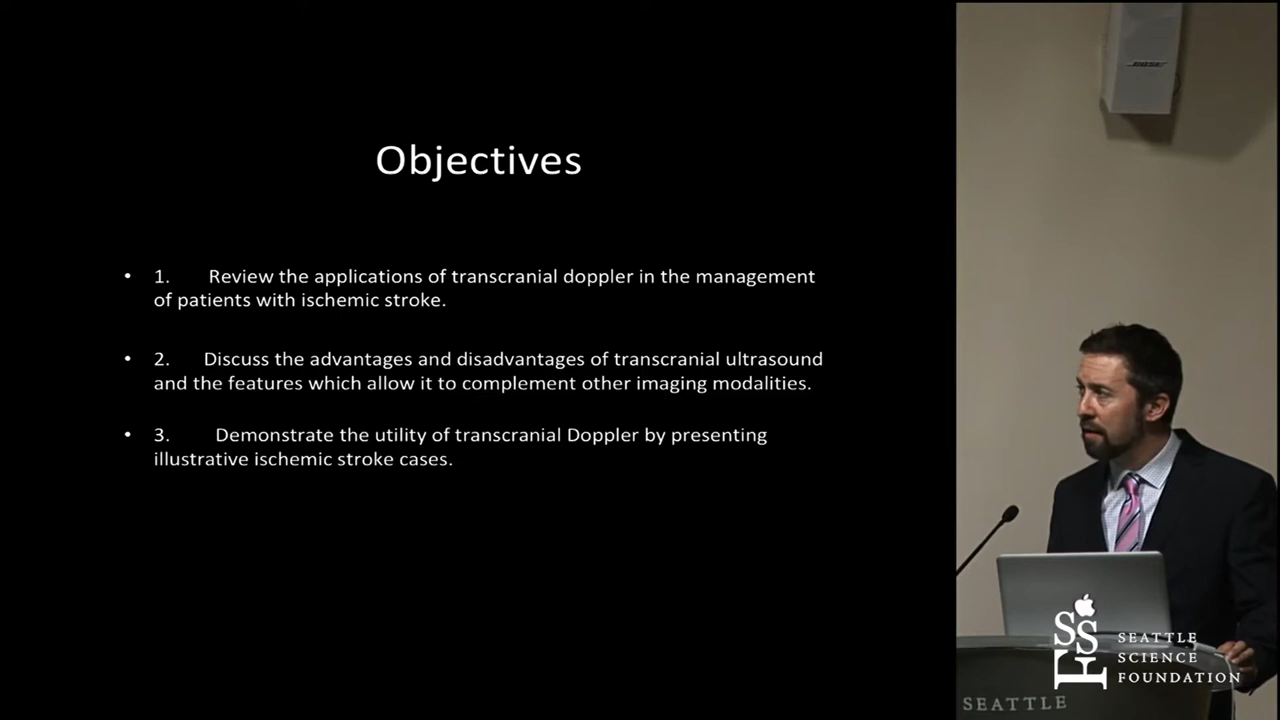 Objectives
• 1. Review the applications of transcranial doppler in the management
of patients with ischemic stroke.
• 2. Discuss the advantages and disadvantages of transcranial ultrasound
and the features which allow it to complement other imaging modalities.
• 3. Demonstrate the utility of transcranial Doppler by presenting
illustrative ischemic stroke cases.
BOSE
SSF
SEATTLE
SCIENCE
FOUNDATION
SEATTLE